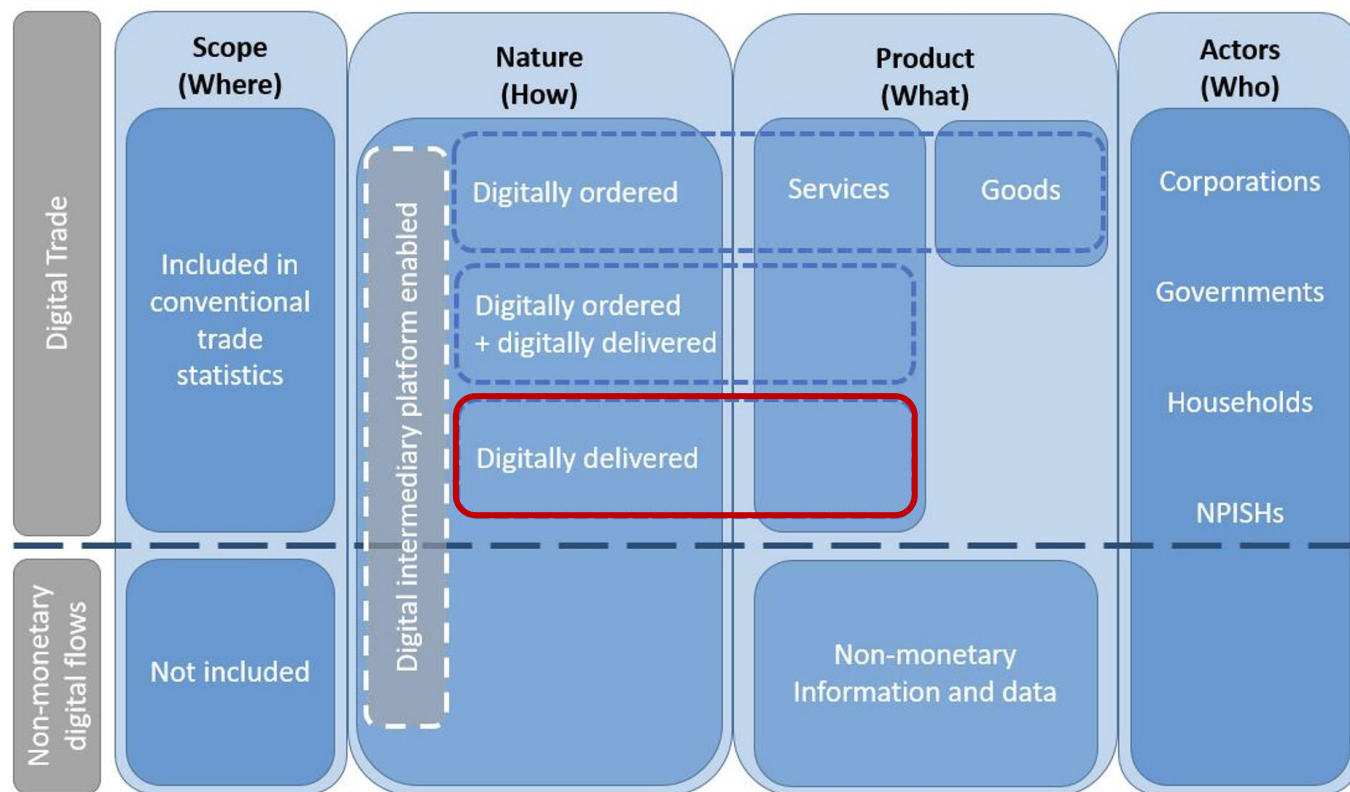 Scope
(Where)
Nature
(How)
Product
(What)
Actors
(Who)
Digital Trade
Included in
conventional
trade
statistics
Digital intermediary platform enabled
Digitally ordered
Services
Goods
Digitally ordered
+ digitally delivered
Digitally delivered
Corporations
Governments
Households
NPISHs
Non-monetary
digital flows
Not included
Non-monetary
Information and data